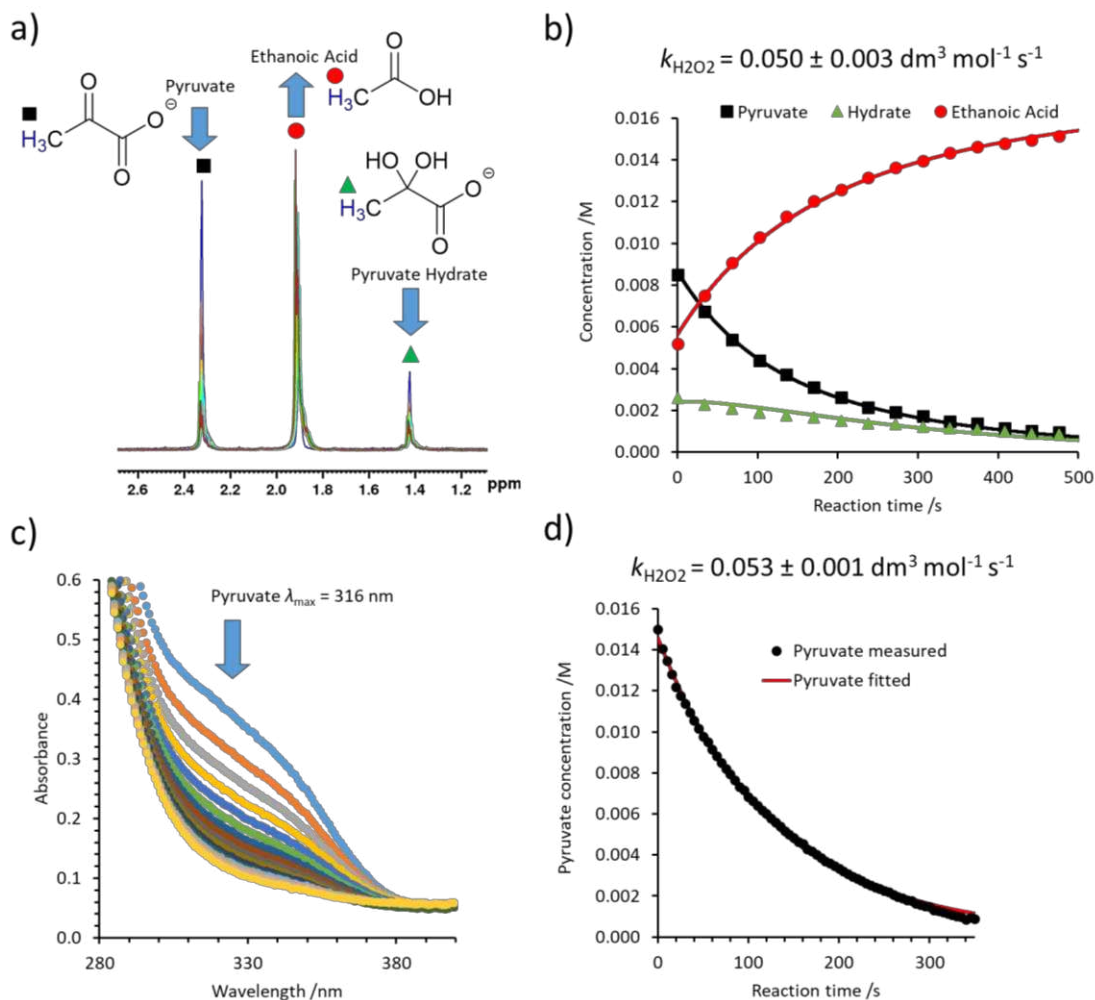 a)
Ethanoic Acid
Pyruvate
O
O
O
⊖
H3C
O
H3C
OH
HO OH
O
⊖
H3C
O
Pyruvate Hydrate
2.6 2.4 2.2 2.0 1.8 1.6 1.4 1.2 ppm
b)
kH2O2 = 0.050 ± 0.003 dm³ mol⁻¹ s⁻¹
Pyruvate Hydrate Ethanoic Acid
0.016
0.014
0.012
0.010
0.008
0.006
0.004
0.002
0.000
Concentration /M
0 100 200 300 400 500
Reaction time /s
c)
Pyruvate λmax = 316 nm
0.6
0.5
0.4
0.3
0.2
0.1
0.0
Absorbance
280 330 380
Wavelength /nm
d)
kH2O2 = 0.053 ± 0.001 dm³ mol⁻¹ s⁻¹
Pyruvate measured
Pyruvate fitted
0.016
0.014
0.012
0.010
0.008
0.006
0.004
0.002
0.000
Pyruvate concentration /M
0 100 200 300
Reaction time /s